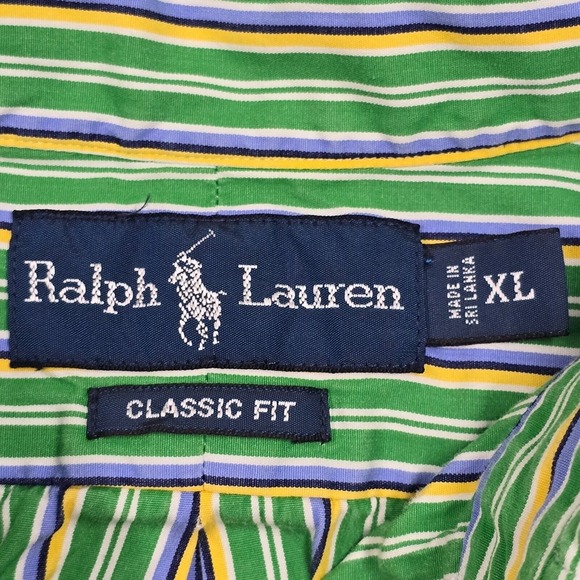 Ralph Lauren
MADE IN
SRI LANKA
XL
CLASSIC FIT